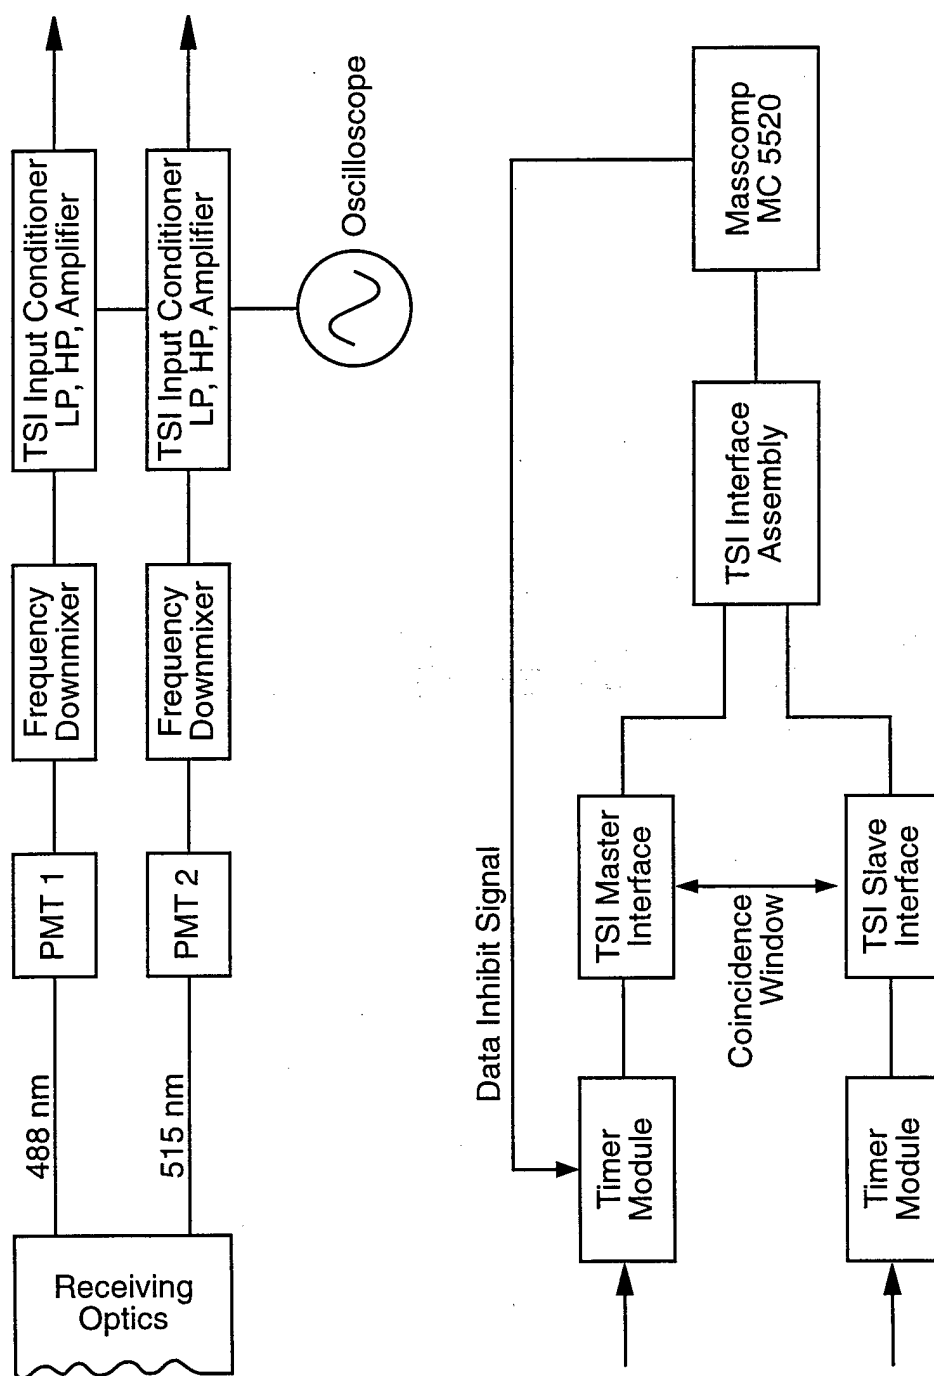 Receiving
Optics
488 nm
515 nm
PMT 1
PMT 2
Frequency
Downmixer
Frequency
Downmixer
TSI Input Conditioner
LP, HP, Amplifier
TSI Input Conditioner
LP, HP, Amplifier
Oscilloscope
Data Inhibit Signal
Timer
Module
TSI Master
Interface
Coincidence
Window
Timer
Module
TSI Slave
Interface
TSI Interface
Assembly
Masscomp
MC 5520